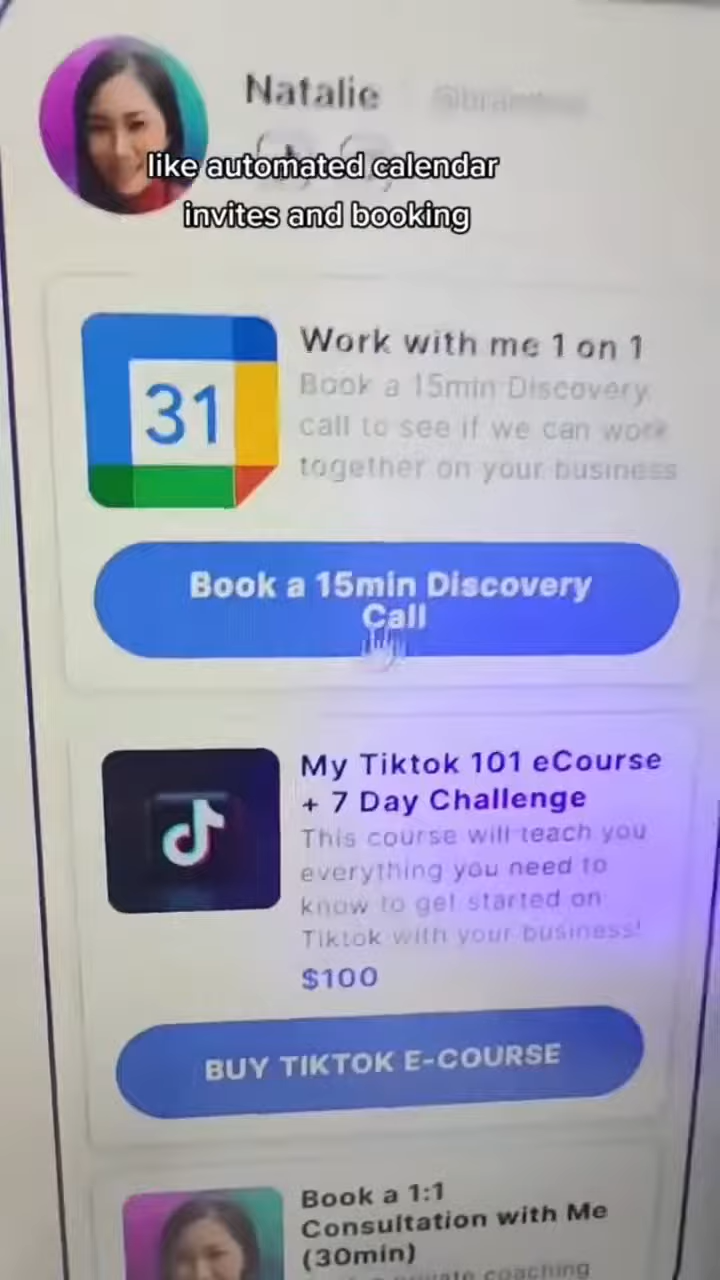 Natalie
like automated calendar
invites and booking
31
Work with me 1 on 1
Book a 15min Discovery
call to see if we can work
together on your business
Book a 15min Discovery
Call
My Tiktok 101 eCourse
+ 7 Day Challenge
This course will teach you
everything you need to
know to get started on
Tiktok with your business!
$100
BUY TIKTOK E-COURSE
Book a 1:1
Consultation with Me
(30min)
private coaching